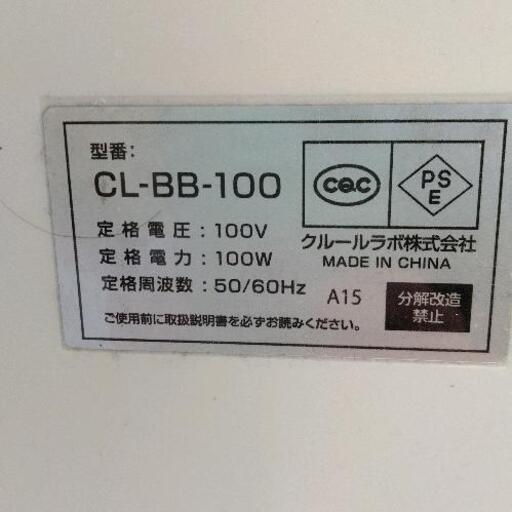 型番:
CL-BB-100
定格電圧：100V
定格電力：100W
定格周波数：50/60Hz
ご使用前に取扱説明書を必ずお読みください。
CQC
PS
E
クルールラボ株式会社
MADE IN CHINA
A15
分解改造
禁止